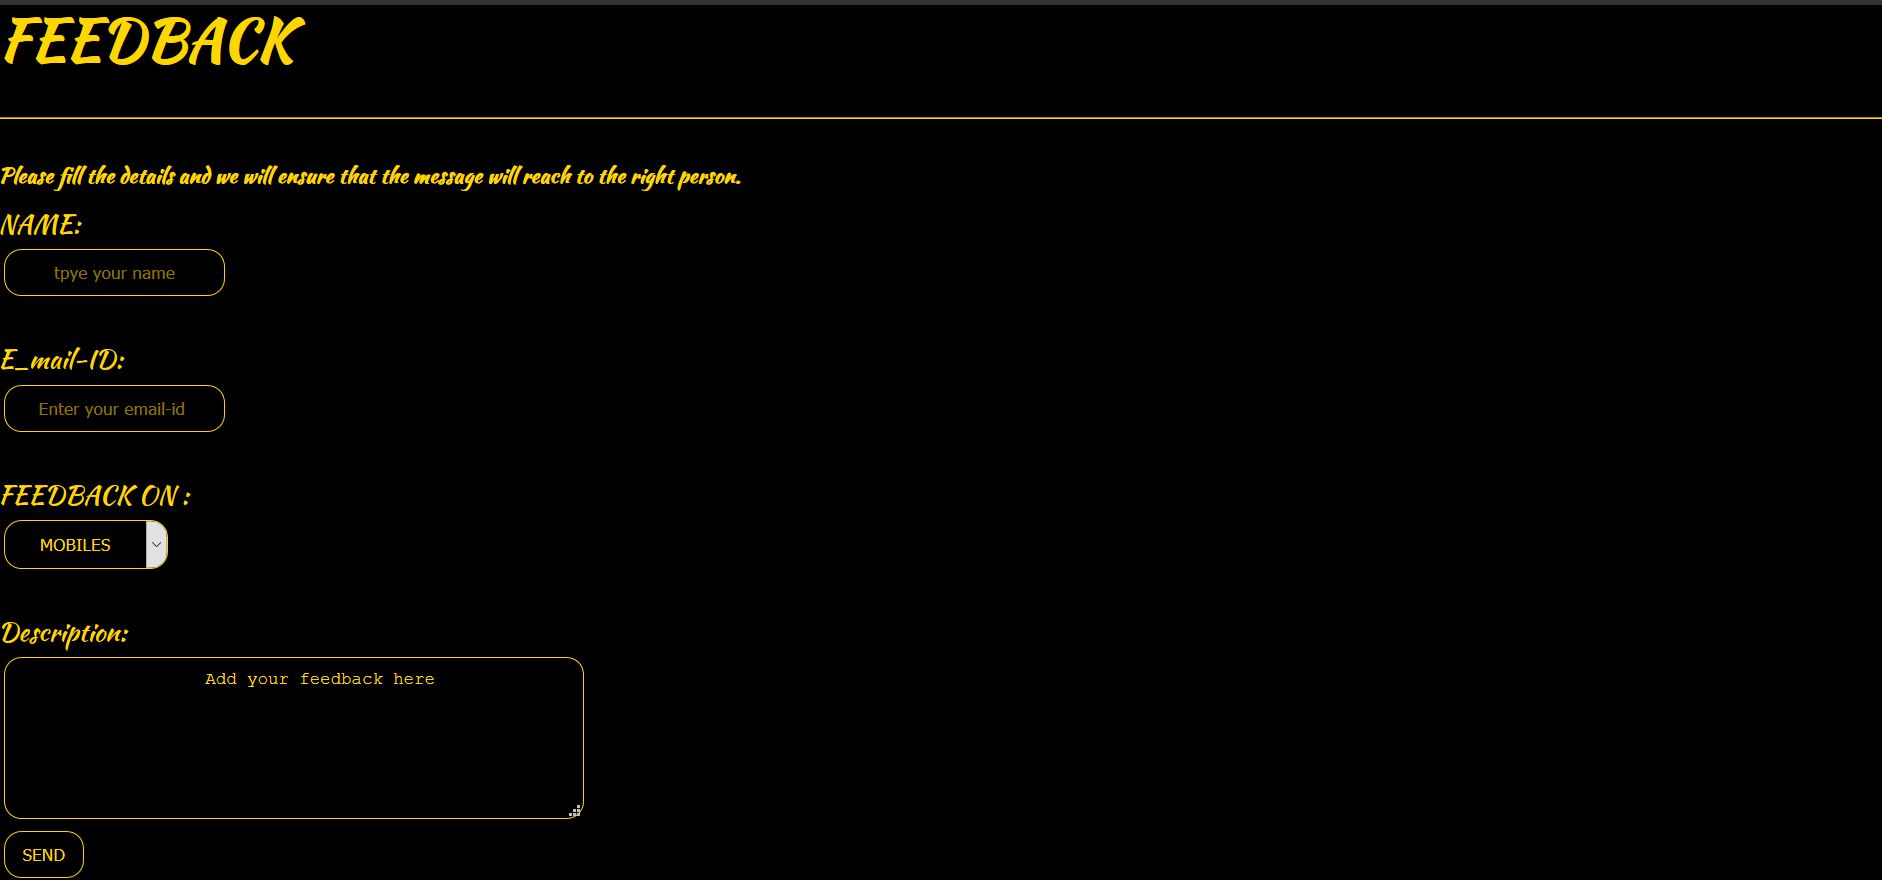 FEEDBACK
Please fill the details and we will ensure that the message will reach to the right person.
NAME:
tpye your name
E_mail-ID:
Enter your email-id
FEEDBACK ON :
MOBILES
Description:
Add your feedback here
SEND